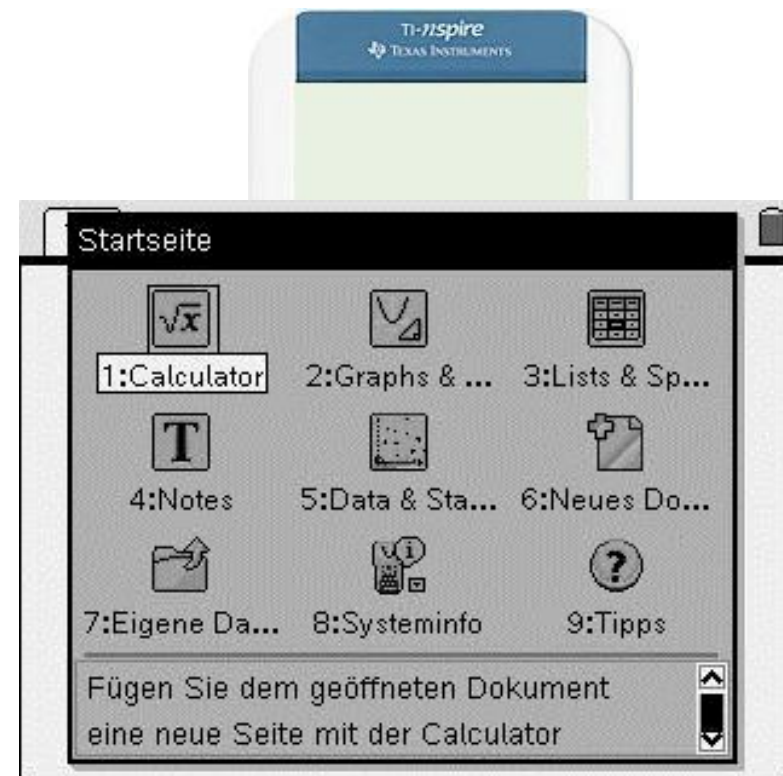 TI-nspire
TEXAS INSTRUMENTS
Startseite
√x
1:Calculator 2:Graphs & ... 3:Lists & Sp...
T
4:Notes 5:Data & Sta... 6:Neues Do...
?
7:Eigene Da... 8:Systeminfo 9:Tipps
Fügen Sie dem geöffneten Dokument
eine neue Seite mit der Calculator